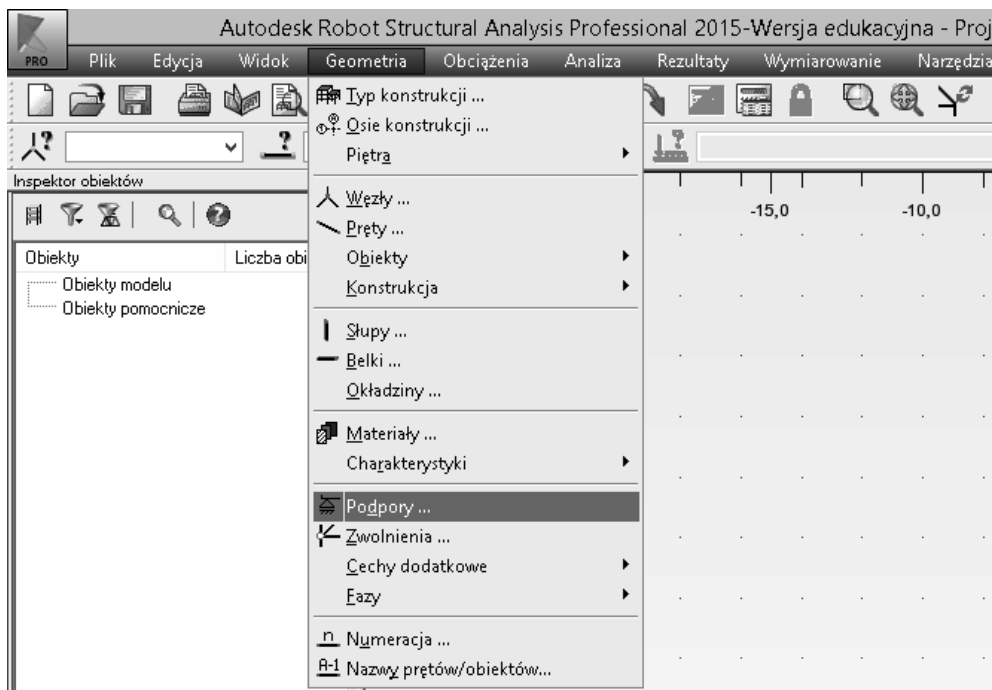 Autodesk Robot Structural Analysis Professional 2015-Wersja edukacyjna - Proj
PRO Plik Edycja Widok Geometria Obciążenia Analiza Rezultaty Wymiarowanie Narzędzia
Typ konstrukcji ...
Osie konstrukcji ...
Piętra
Inspektor obiektów
-15,0 -10,0
Węzły ...
Pręty ...
Obiekty Liczba obi
Obiekty
Obiekty modelu
Konstrukcja
Obiekty pomocnicze
Słupy ...
Belki ...
Okładziny ...
Materiały ...
Charakterystyki
Podpory ...
Zwolnienia ...
Cechy dodatkowe
Fazy
n Numeracja ...
A-1 Nazwy prętów/obiektów...